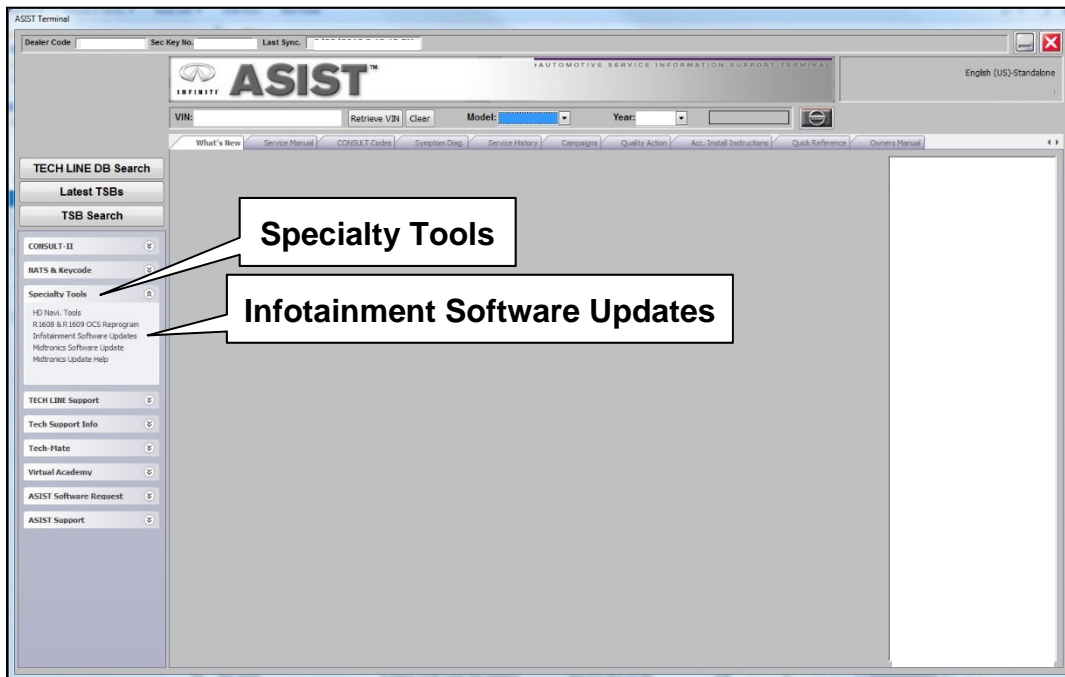 ASIST Terminal
Dealer Code Sec Key No. Last Sync.
INFINITI ASIST™
AUTOMOTIVE SERVICE INFORMATION SUPPORT TERMINAL
English (US)-Standalone
VIN: Retrieve VIN Clear Model: Year:
What's New Service Manual CONSULT Codes Symptom Diag. Service History Campaigns Quality Action Acc. Install Instructions Quick Reference Owners Manual
TECH LINE DB Search
Latest TSBs
TSB Search
Specialty Tools
CONSULT-II
NATS & Keycode
Specialty Tools
Infotainment Software Updates
HD Navi. Tools
R1608 & R1609 OCS Reprogram
Infotainment Software Updates
Midtronics Software Update
Midtronics Update Help
TECH LINE Support
Tech Support Info
Tech-Mate
Virtual Academy
ASIST Software Request
ASIST Support